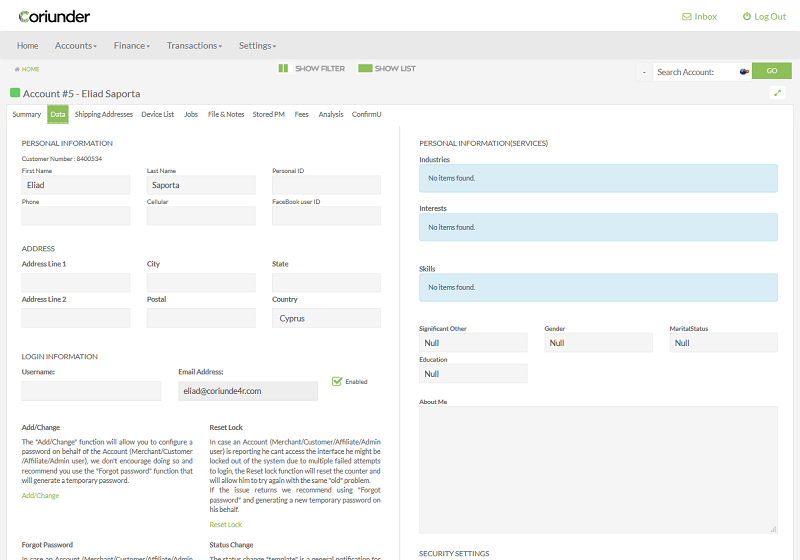 Coriunder
Inbox
Log Out
Home
Accounts
Finance
Transactions
Settings
HOME
SHOW FILTER
SHOW LIST
-
Search Account:
GO
Account #5 - Eliad Saporta
Summary
Data
Shipping Addresses
Device List
Jobs
File & Notes
Stored PM
Fees
Analysis
ConfirmU
PERSONAL INFORMATION
Customer Number : 8400534
First Name
Last Name
Personal ID
Eliad
Saporta
Phone
Cellular
FaceBook user ID
ADDRESS
Address Line 1
City
State
Address Line 2
Postal
Country
Cyprus
LOGIN INFORMATION
Username:
Email Address:
eliad@coriunde4r.com
Enabled
Add/Change
The "Add/Change" function will allow you to configure a
password on behalf of the Account (Merchant/Customer
/Affiliate/Admin user), we don't encourage doing so and
recommend you use the "Forgot password" function that
will generate a temporary password.
Add/Change
Reset Lock
In case an Account (Merchant/Customer/Affiliate/Admin
user) is reporting he cant access the interface he might be
locked out of the system due to multiple failed attempts
to login, the Reset lock function will reset the counter and
will allow him to try again with the same "old" problem.
If the issue returns we recommend using "Forgot
password" and generating a new temporary password on
his behalf.
Reset Lock
Forgot Password
In case an Account (Merchant/Customer/Affiliate/Admin
Status Change
The status change "template" is a general notification for
PERSONAL INFORMATION(SERVICES)
Industries
No items found.
Interests
No items found.
Skills
No items found.
Significant Other
Gender
MaritalStatus
Null
Null
Null
Education
Null
About Me
SECURITY SETTINGS